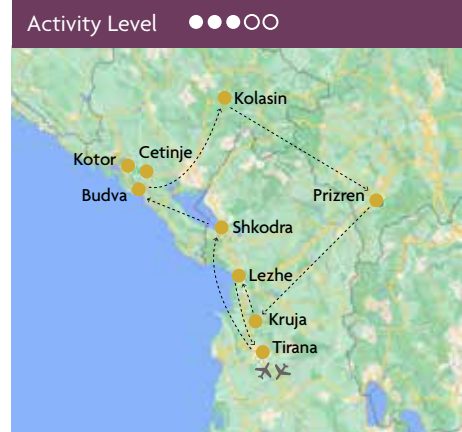 Activity Level
Kolasin
Cetinje
Kotor
Budva
Prizren
Shkodra
Lezhe
Kruja
Tirana